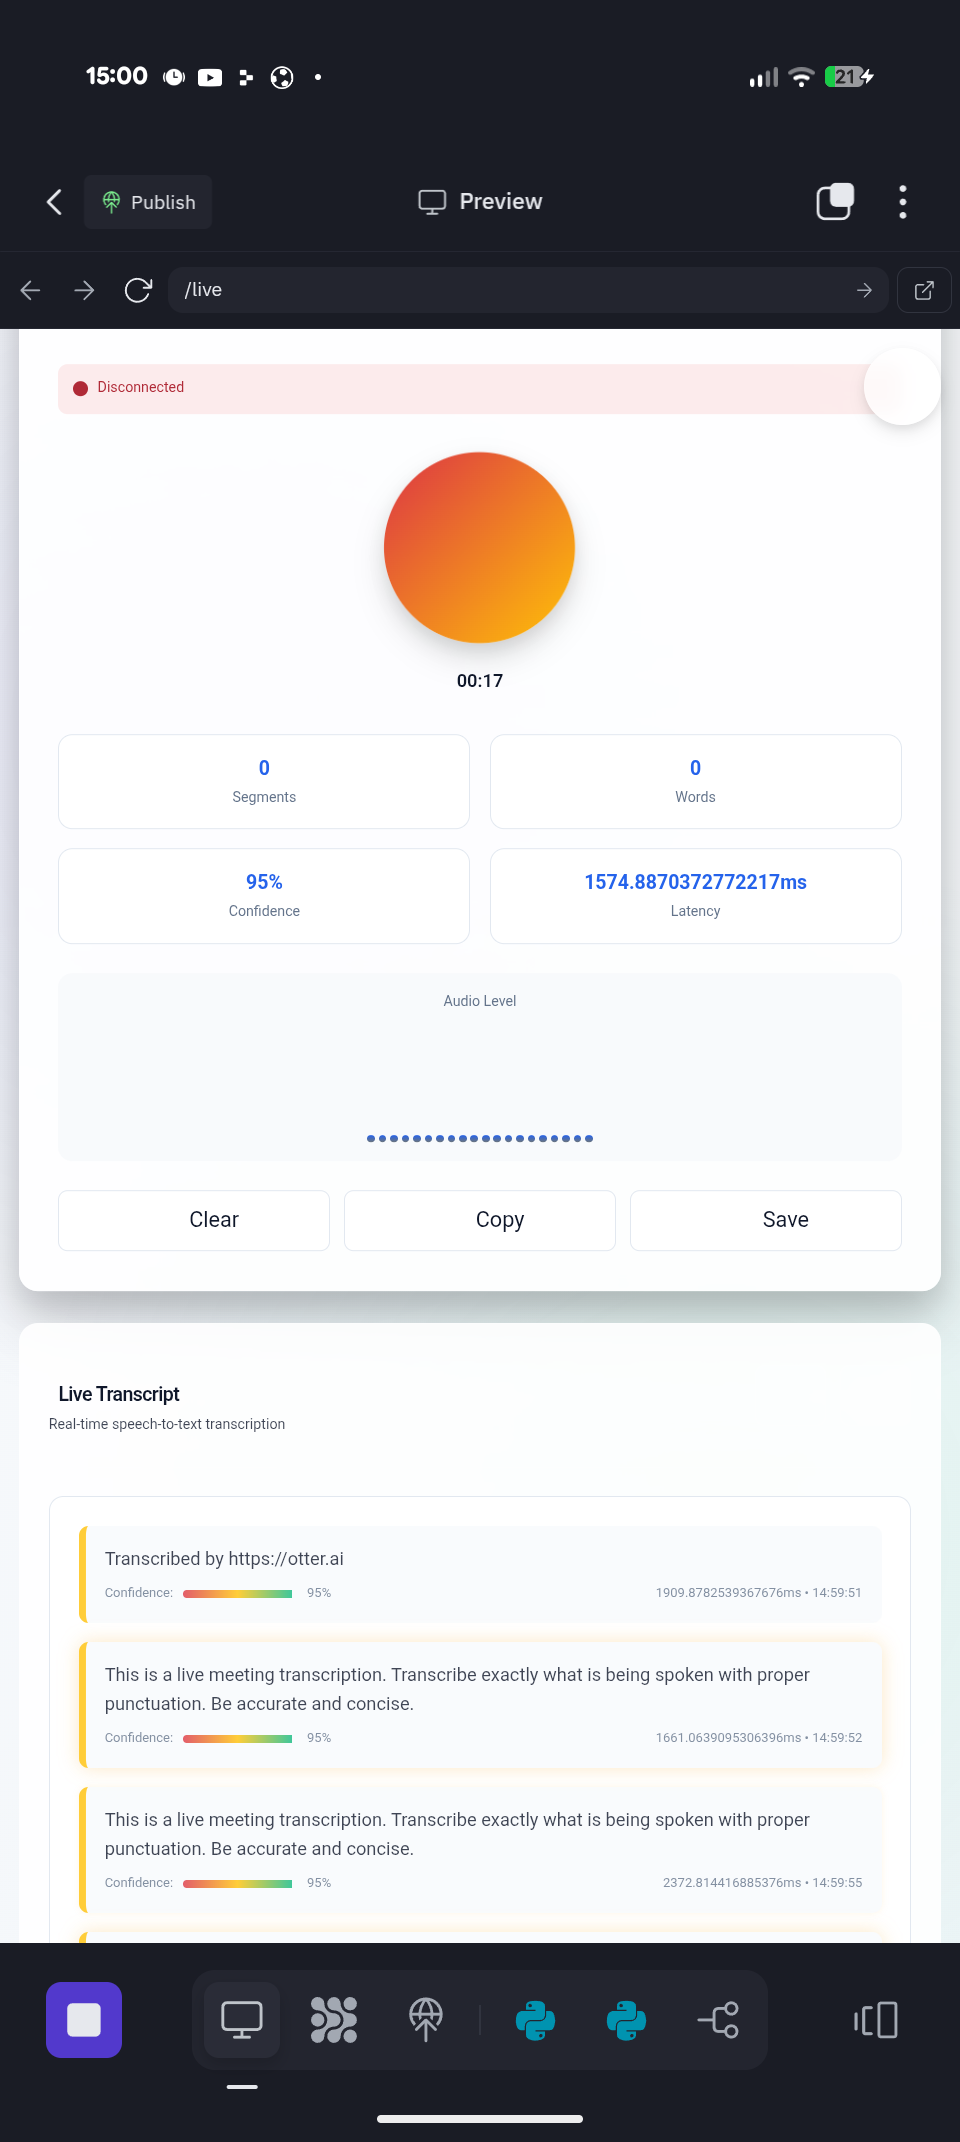 15:00
21
Publish
Preview
/live
Disconnected
00:17
0
Segments
0
Words
95%
Confidence
1574.8870372772217ms
Latency
Audio Level
Clear
Copy
Save
Live Transcript
Real-time speech-to-text transcription
Transcribed by https://otter.ai
Confidence: 95% 1909.8782539367676ms • 14:59:51
This is a live meeting transcription. Transcribe exactly what is being spoken with proper
punctuation. Be accurate and concise.
Confidence: 95% 1661.0639095306396ms • 14:59:52
This is a live meeting transcription. Transcribe exactly what is being spoken with proper
punctuation. Be accurate and concise.
Confidence: 95% 2372.814416885376ms • 14:59:55